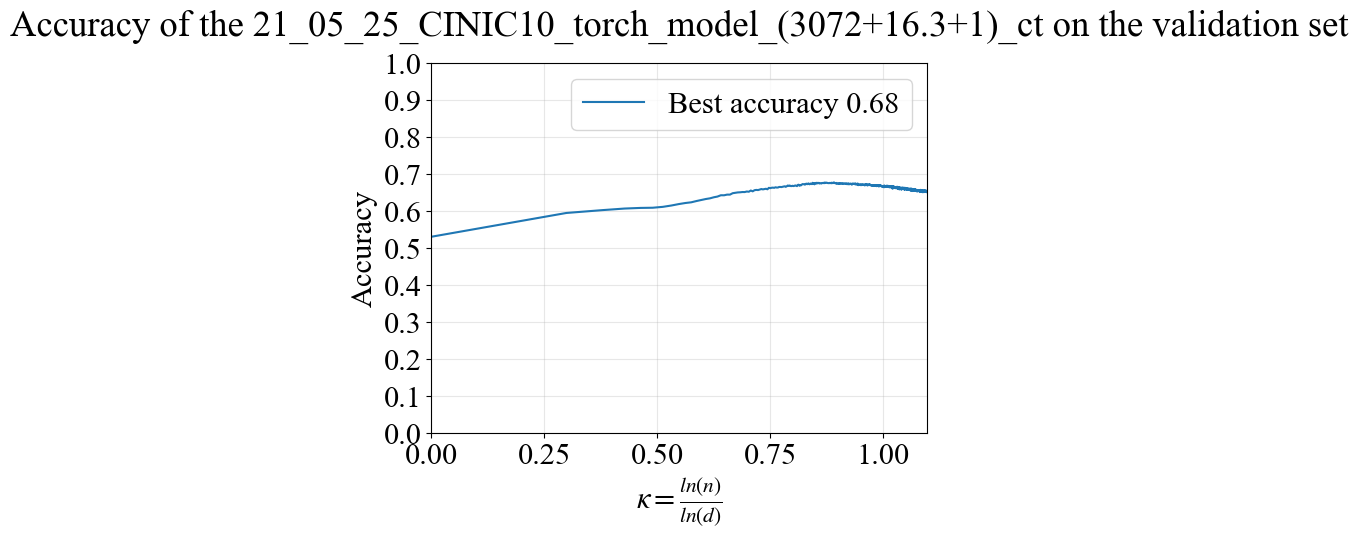 Accuracy of the 21_05_25_CINIC10_torch_model_(3072+16.3+1)_ct on the validation set
1.0
0.9
0.8
0.7
0.6
0.5
0.4
0.3
0.2
0.1
0.0
Accuracy
Best accuracy 0.68
0.00 0.25 0.50 0.75 1.00
κ = ln(n)
ln(d)